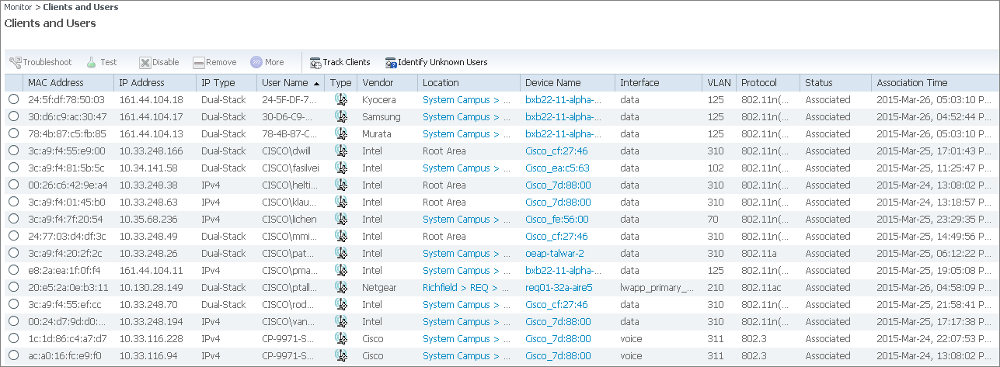 Monitor > Clients and Users
Clients and Users
Troubleshoot Test Disable Remove More Track Clients Identify Unknown Users
MAC Address IP Address IP Type User Name Type Vendor Location Device Name Interface VLAN Protocol Status Association Time
24:5f:df:78:50:03 161.44.104.18 Dual-Stack 24-5F-DF-7... Kyocera System Campus > ... bxb22-11-alpha-... data 125 802.11n(... Associated 2015-Mar-26, 05:03:10 P...
30:d6:c9:ac:30:47 161.44.104.17 Dual-Stack 30-D6-C9-... Samsung System Campus > ... bxb22-11-alpha-... data 125 802.11n(... Associated 2015-Mar-26, 04:52:44 P...
78:4b:87:c5:fb:85 161.44.104.13 Dual-Stack 78-4B-87-C... Murata System Campus > ... bxb22-11-alpha-... data 125 802.11n(... Associated 2015-Mar-26, 05:03:10 P...
3c:a9:f4:55:e9:00 10.33.248.166 Dual-Stack CISCO\dwill Intel Root Area Cisco_cf:27:46 data 310 802.11n(... Associated 2015-Mar-25, 17:01:43 P...
3c:a9:f4:81:5b:5c 10.34.141.58 Dual-Stack CISCO\fasilvei Intel System Campus > ... Cisco_ea:c5:63 data 102 802.11n(... Associated 2015-Mar-25, 11:25:47 P...
00:26:c6:42:9e:a4 10.33.248.38 IPv4 CISCO\helti... Intel Root Area Cisco_7d:88:00 data 310 802.11n(... Associated 2015-Mar-24, 13:08:02 P...
3c:a9:f4:01:45:b0 10.33.248.63 IPv4 CISCO\klau... Intel Root Area Cisco_7d:88:00 data 310 802.11n(... Associated 2015-Mar-24, 13:18:57 P...
3c:a9:f4:7f:20:54 10.35.68.236 IPv4 CISCO\lichen Intel System Campus > ... Cisco_fe:56:00 data 70 802.11n(... Associated 2015-Mar-25, 23:29:35 P...
24:77:03:d4:df:3c 10.33.248.49 Dual-Stack CISCO\mmi... Intel Root Area Cisco_cf:27:46 data 310 802.11n(... Associated 2015-Mar-25, 14:49:56 P...
3c:a9:f4:20:2f:2c 10.33.248.26 Dual-Stack CISCO\pat... Intel System Campus > ... oeap-talwar-2 data 310 802.11a Associated 2015-Mar-25, 06:12:22 P...
e8:2a:ea:1f:0f:f4 161.44.104.11 IPv4 CISCO\pma... Intel System Campus > ... bxb22-11-alpha-... data 125 802.11n(... Associated 2015-Mar-25, 19:05:08 P...
20:e5:2a:0e:b3:11 10.130.28.149 Dual-Stack CISCO\ptall... Netgear Richfield > REQ > ... req01-32a-aire5 lwapp_primary_... 210 802.11ac Associated 2015-Mar-26, 04:58:09 P...
3c:a9:f4:55:ef:cc 10.33.248.70 Dual-Stack CISCO\rod... Intel System Campus > ... Cisco_cf:27:46 data 310 802.11n(... Associated 2015-Mar-25, 21:58:41 P...
00:24:d7:9d:d0:... 10.33.248.194 IPv4 CISCO\van... Intel System Campus > ... Cisco_7d:88:00 data 310 802.11n(... Associated 2015-Mar-25, 17:17:38 P...
1c:1d:86:c4:a7:d7 10.33.116.228 IPv4 CP-9971-S... Cisco System Campus > ... Cisco_7d:88:00 voice 311 802.3 Associated 2015-Mar-24, 22:07:53 P...
ac:a0:16:fc:e9:f0 10.33.116.94 IPv4 CP-9971-S... Cisco System Campus > ... Cisco_7d:88:00 voice 311 802.3 Associated 2015-Mar-24, 13:08:02 P...